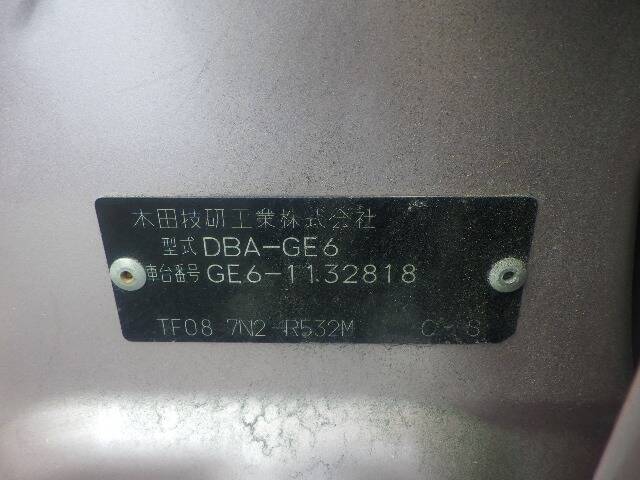 本田技研工業株式会社
型式 DBA-GE6
車台番号 GE6-1132818
TF08 7N2 R532M C-S